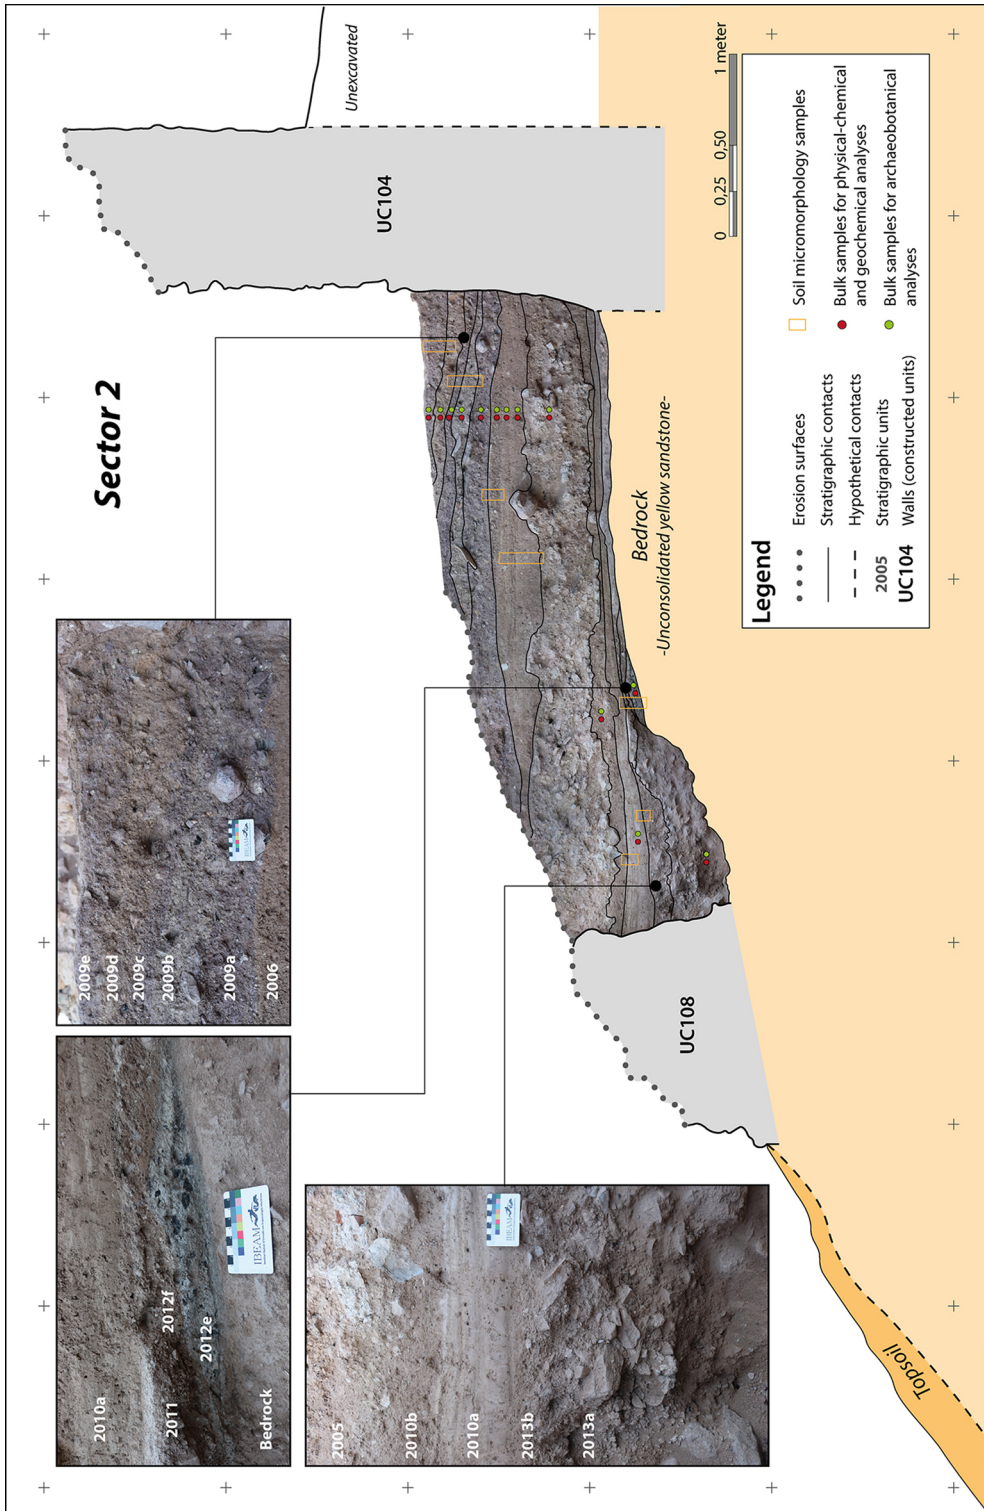 Sector 2
2009e
2009d
2009c
2009b
2009a
2006
IBEAM
2010a
2011
2012f
2012e
Bedrock
IBEAM
2005
2010b
2010a
2013b
2013a
IBEAM
UC104
Unexcavated
UC108
Bedrock
-Unconsolidated yellow sandstone-
Topsoil
0 0,25 0,50 1 meter
Legend
Erosion surfaces
Stratigraphic contacts
Hypothetical contacts
2005 Stratigraphic units
UC104 Walls (constructed units)
Soil micromorphology samples
Bulk samples for physical-chemical
and geochemical analyses
Bulk samples for archaeobotanical
analyses